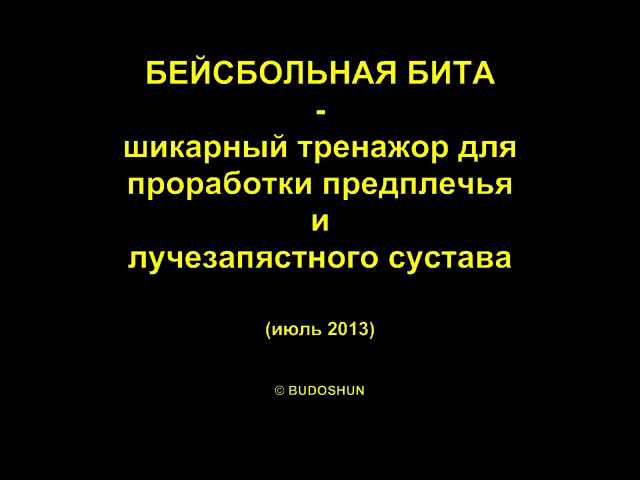 БЕЙСБОЛЬНАЯ БИТА
-
шикарный тренажор для
проработки предплечья
и
лучезапястного сустава
(июль 2013)
© BUDOSHUN